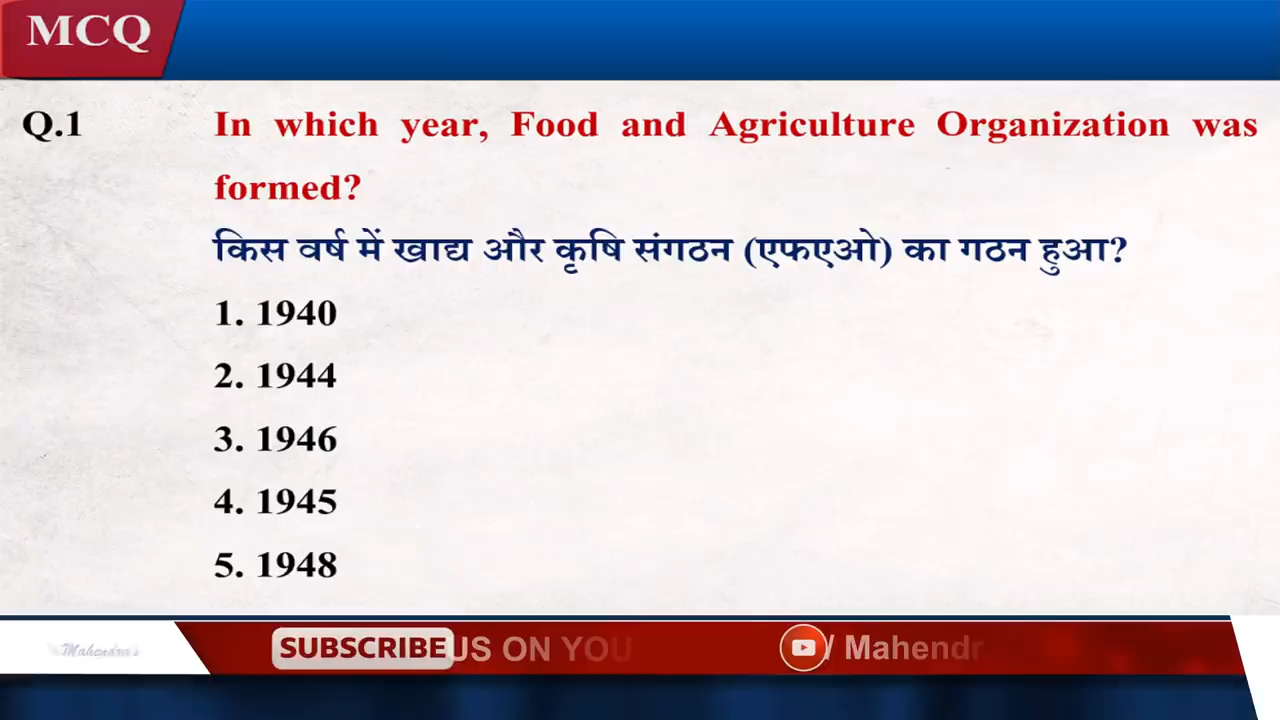 MCQ
Q.1 In which year, Food and Agriculture Organization was
formed?
किस वर्ष में खाद्य और कृषि संगठन (एफएओ) का गठन हुआ?
1. 1940
2. 1944
3. 1946
4. 1945
5. 1948
Mahendra's
SUBSCRIBE US ON YOU / Mahendr